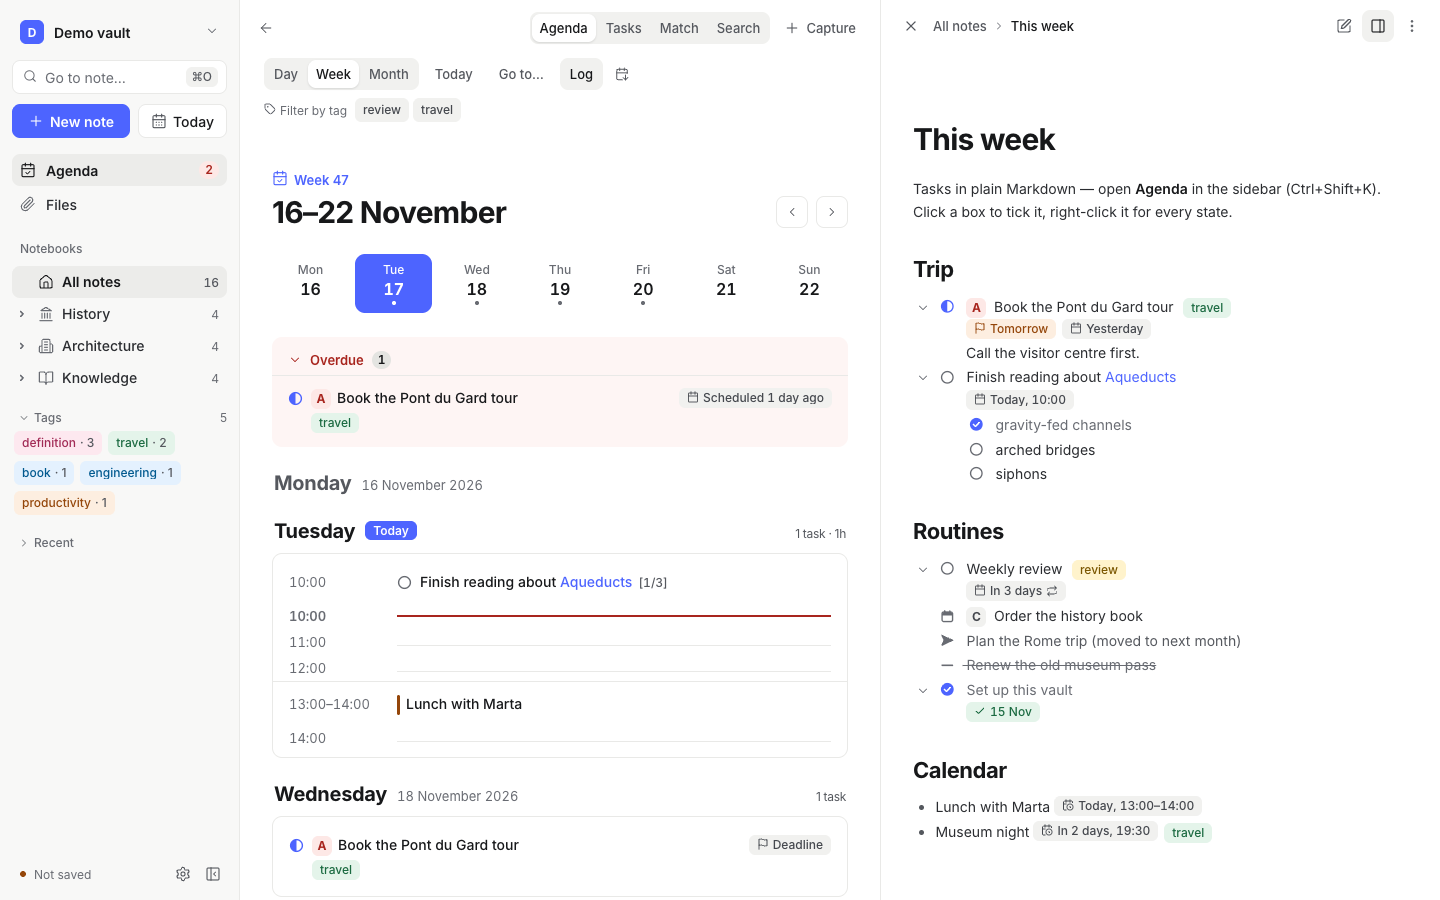 D Demo vault
Go to note... ⌘O
+ New note
Today
Agenda 2
Files
Notebooks
All notes 16
History 4
Architecture 4
Knowledge 4
Tags 5
definition · 3 travel · 2
book · 1 engineering · 1
productivity · 1
Recent
Not saved
Agenda Tasks Match Search + Capture
Day Week Month Today Go to... Log
Filter by tag review travel
Week 47
16–22 November
Mon Tue Wed Thu Fri Sat Sun
16 17 18 19 20 21 22
Overdue 1
A Book the Pont du Gard tour Scheduled 1 day ago
travel
Monday 16 November 2026
Tuesday Today 1 task · 1h
10:00 Finish reading about Aqueducts [1/3]
10:00
11:00
12:00
13:00–14:00 Lunch with Marta
14:00
Wednesday 18 November 2026 1 task
A Book the Pont du Gard tour Deadline
travel
All notes › This week
This week
Tasks in plain Markdown — open Agenda in the sidebar (Ctrl+Shift+K).
Click a box to tick it, right-click it for every state.
Trip
A Book the Pont du Gard tour travel
Tomorrow Yesterday
Call the visitor centre first.
Finish reading about Aqueducts
Today, 10:00
gravity-fed channels
arched bridges
siphons
Routines
Weekly review review
In 3 days
C Order the history book
Plan the Rome trip (moved to next month)
Renew the old museum pass
Set up this vault
15 Nov
Calendar
• Lunch with Marta Today, 13:00–14:00
• Museum night In 2 days, 19:30 travel